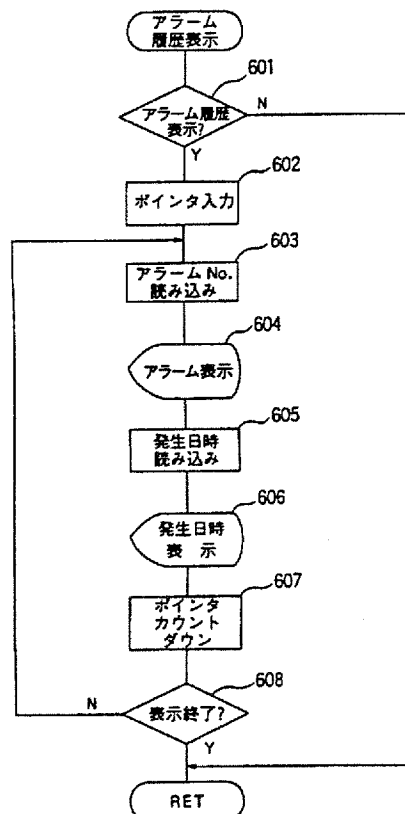 アラーム
履歴表示
601
アラーム履歴
表示?
N
Y
602
ポインタ入力
603
アラーム No.
読み込み
604
アラーム表示
605
発生日時
読み込み
606
発生日時
表 示
607
ポインタ
カウント
ダウン
608
N
表示終了?
Y
RET